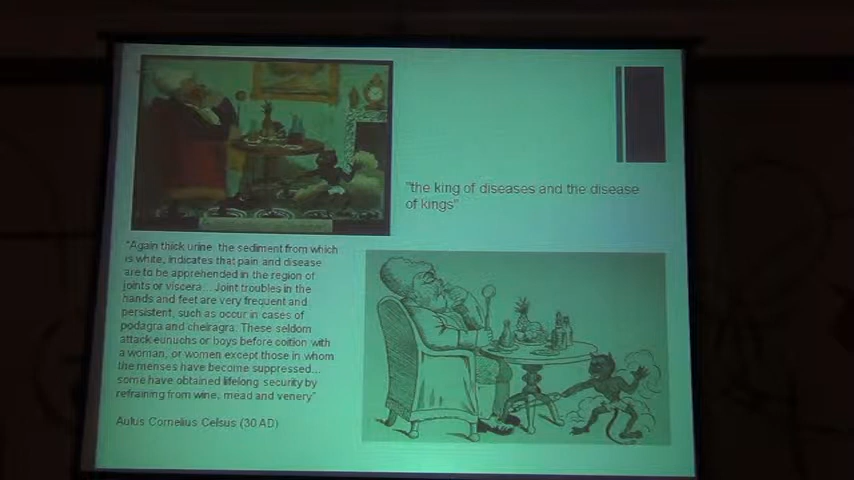 "the king of diseases and the disease
of kings"
"Again thick urine, the sediment from which
is white, indicates that pain and disease
are to be apprehended in the region of
joints or viscera... Joint troubles in the
hands and feet are very frequent and
persistent, such as occur in cases of
podagra and cheiragra. These seldom
attack eunuchs or boys before coition with
a woman, or women except those in whom
the menses have become suppressed...
some have obtained lifelong security by
refraining from wine, mead and venery"
Aulus Cornelius Celsus (30 AD)